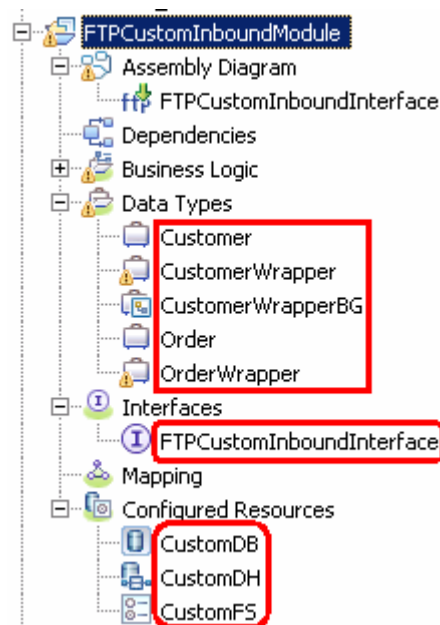 FTPCustomInboundModule
Assembly Diagram
ftp FTPCustomInboundInterface
Dependencies
Business Logic
Data Types
Customer
CustomerWrapper
CustomerWrapperBG
Order
OrderWrapper
Interfaces
I FTPCustomInboundInterface
Mapping
Configured Resources
CustomDB
CustomDH
CustomFS